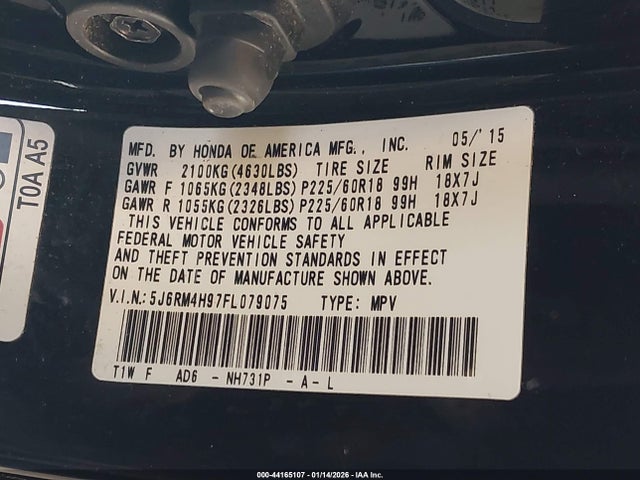 MFD. BY HONDA OF AMERICA MFG., INC. 05/'15
GVWR 2100KG(4630LBS) TIRE SIZE RIM SIZE
GAWR F 1065KG(2348LBS) P225/60R18 99H 18X7J
GAWR R 1055KG(2326LBS) P225/60R18 99H 18X7J
THIS VEHICLE CONFORMS TO ALL APPLICABLE
FEDERAL MOTOR VEHICLE SAFETY
AND THEFT PREVENTION STANDARDS IN EFFECT
ON THE DATE OF MANUFACTURE SHOWN ABOVE.
V.I.N.:5J6RM4H97FL079075 TYPE: MPV
T1W F AD6 - NH731P - A - L
T0A A5
000-44165107 - 01/14/2026 - IAA Inc.